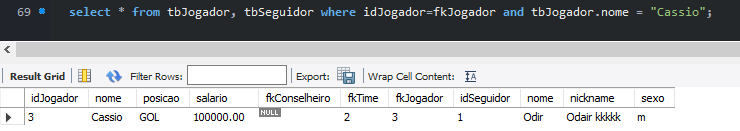 69 select * from tbJogador, tbSeguidor where idJogador=fkJogador and tbJogador.nome = "Cassio";
Result Grid Filter Rows: Export: Wrap Cell Content: IA
idJogador nome posicao salario fkConselheiro fkTime fkJogador idSeguidor nome nickname sexo
3 Cassio GOL 100000.00 NULL 2 3 1 Odir Odair kkkkk m